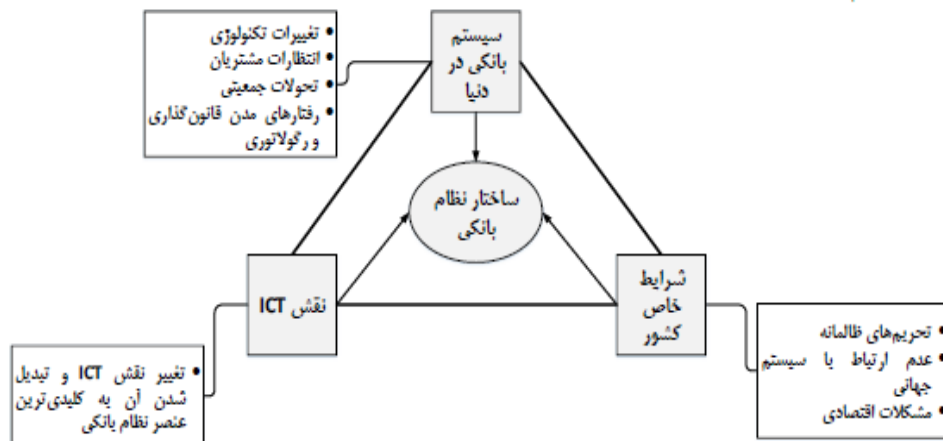 • تغییرات تکنولوژی
• انتظارات مشتریان
• تحولات جمعیتی
• رفتارهای مدن قانون‌گذاری
و رگولاتوری
سیستم
بانکی در
دنیا
ساختار نظام
بانکی
نقش ICT
شرایط
خاص
کشور
• تغییر نقش ICT و تبدیل
شدن آن به کلیدی‌ترین
عنصر نظام بانکی
• تحریم‌های ظالمانه
• عدم ارتباط با سیستم
جهانی
• مشکلات اقتصادی